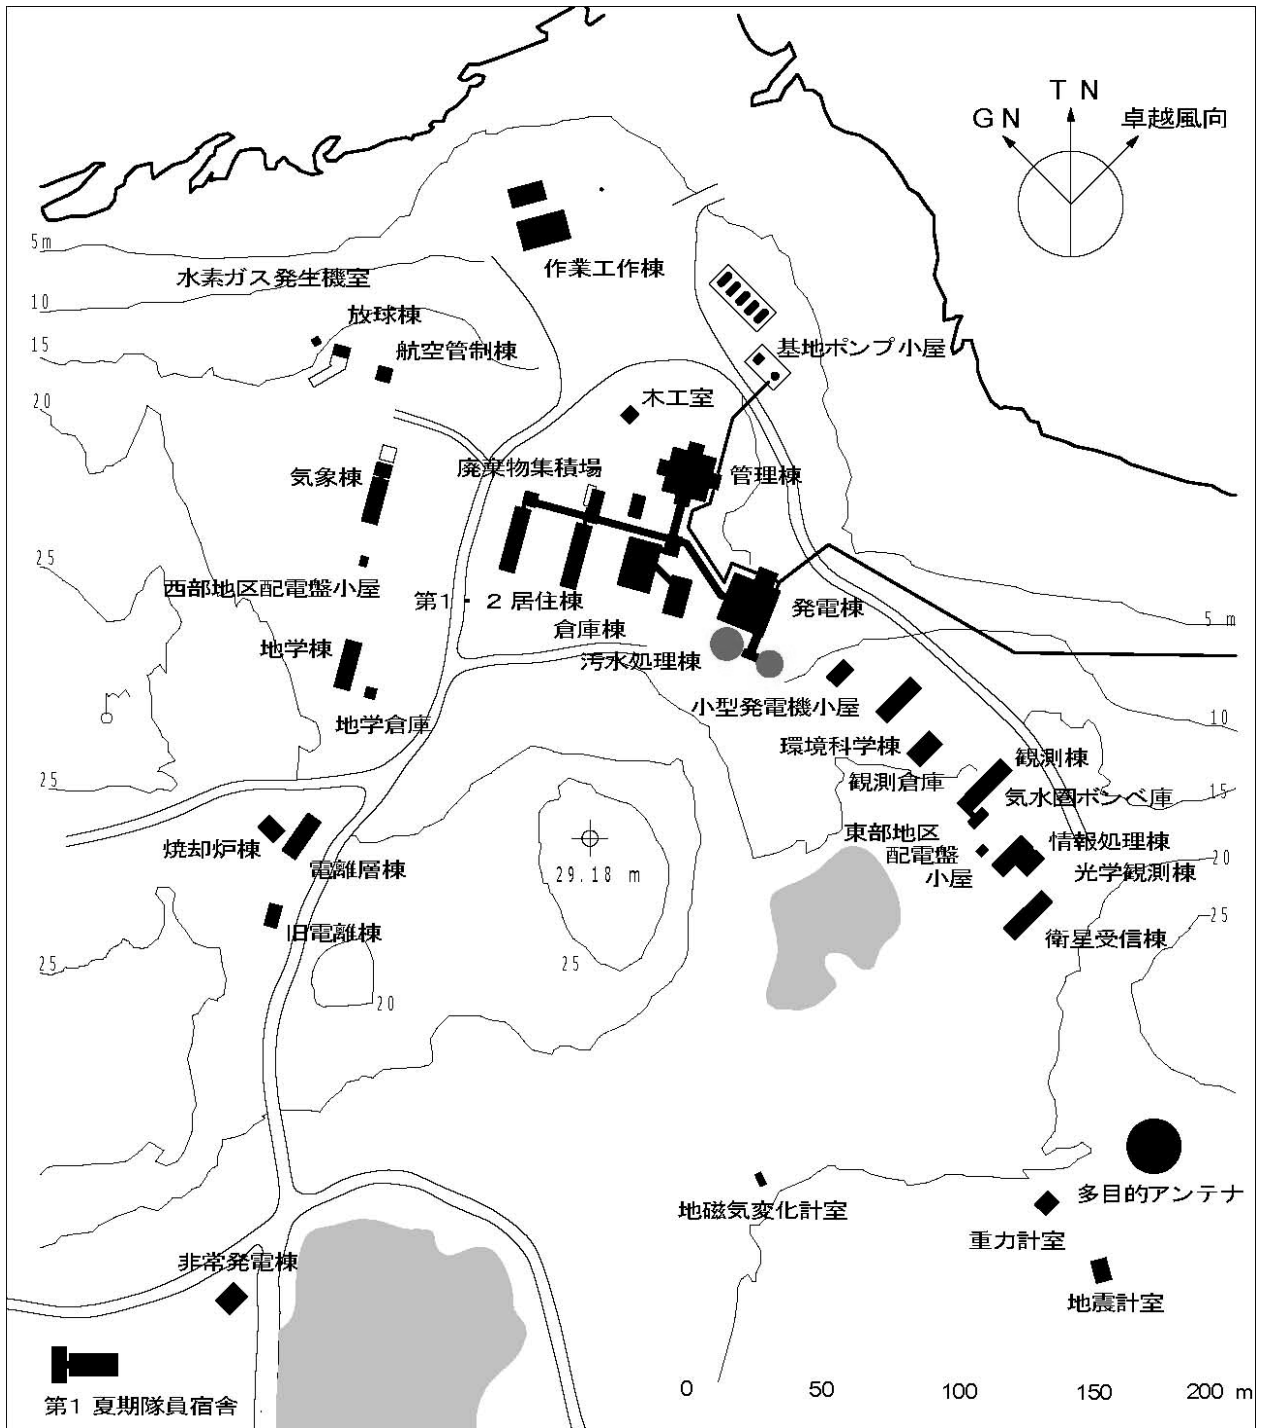 T N
G N
卓越風向
5m
水素ガス発生機室
作業工作棟
10
放球棟
15
航空管制棟
基地ポンプ小屋
20
木工室
気象棟
廃棄物集積場
管理棟
25
西部地区配電盤小屋
第1・2居住棟
発電棟
5 m
倉庫棟
地学棟
汚水処理棟
地学倉庫
小型発電機小屋
10
環境科学棟
観測棟
25
観測倉庫
気水圏ボンベ庫
15
焼却炉棟
東部地区
配電盤
小屋
情報処理棟
電離層棟
29.18 m
光学観測棟
20
25
旧電離棟
衛星受信棟
25
25
20
多目的アンテナ
地磁気変化計室
重力計室
非常発電棟
地震計室
第1夏期隊員宿舎
0 50 100 150 200 m